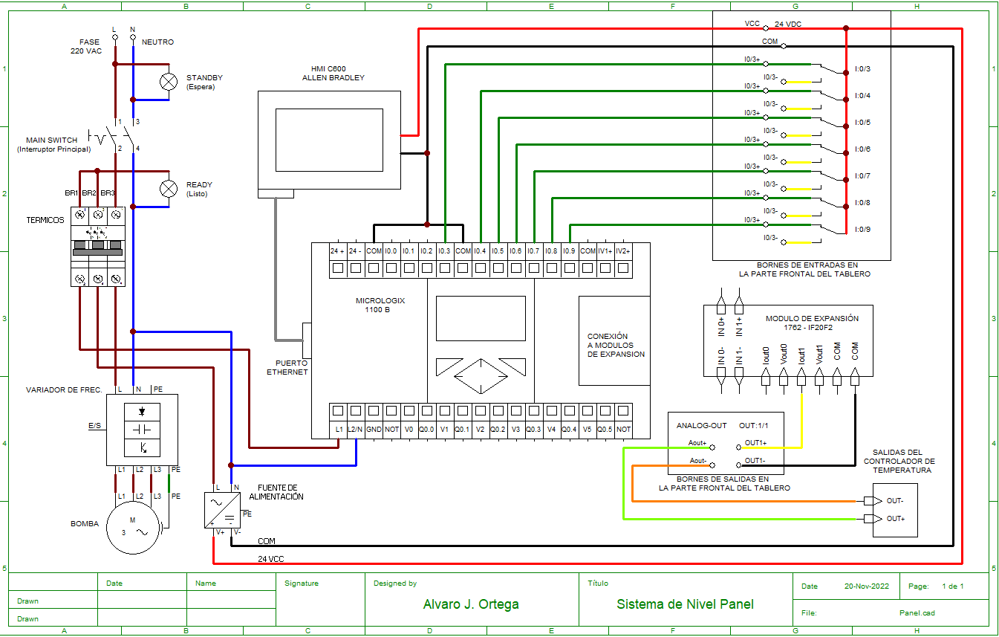 A B C D E F G H
1
2
3
4
5
L N
FASE
220 VAC
NEUTRO
STANDBY
(Espera)
1 3
MAIN SWITCH
(Interruptor Principal)
2 4
READY
(Listo)
BR1 BR2 BR3
TERMICOS
VARIADOR DE FREC.
L N PE
E/S
L1 L2 L3 PE
L1 L2 L3 PE
BOMBA
M
3
HMI C600
ALLEN BRADLEY
24 + 24 - COM I0.0 I0.1 I0.2 I0.3 COM I0.4 I0.5 I0.6 I0.7 I0.8 I0.9 COM IV1+ IV2+
MICROLOGIX
1100 B
CONEXIÓN
A MODULOS
DE EXPANSION
PUERTO
ETHERNET
L1 L2/N GND NOT V0 Q0.0 V1 Q0.1 V2 Q0.2 V3 Q0.3 V4 Q0.4 V5 Q0.5 NOT
L N
FUENTE DE
ALIMENTACIÓN
PE
+ -
V+ V-
COM
24 VCC
VCC 24 VDC
COM
I0/3+
I:0/3
I0/3-
I0/3+
I:0/4
I0/3-
I0/3+
I:0/5
I0/3-
I0/3+
I:0/6
I0/3-
I0/3+
I:0/7
I0/3-
I0/3+
I:0/8
I0/3-
I0/3+
I:0/9
I0/3-
BORNES DE ENTRADAS EN
LA PARTE FRONTAL DEL TABLERO
IN 0+ IN 1+
MODULO DE EXPANSIÓN
1762 - IF20F2
IN 0- IN 1- Iout0 Vout0 Iout1 Vout1 COM COM
ANALOG-OUT OUT:1/1
Aout+ OUT1+
Aout- OUT1-
BORNES DE SALIDAS EN
LA PARTE FRONTAL DEL TABLERO
SALIDAS DEL
CONTROLADOR DE
TEMPERATURA
OUT-
OUT+
1
2
3
4
5
Date Name Signature Designed by Título Date 20-Nov-2022 Page: 1 de 1
Drawn
Alvaro J. Ortega Sistema de Nivel Panel
Drawn
File: Panel.cad
A B C D E F G H